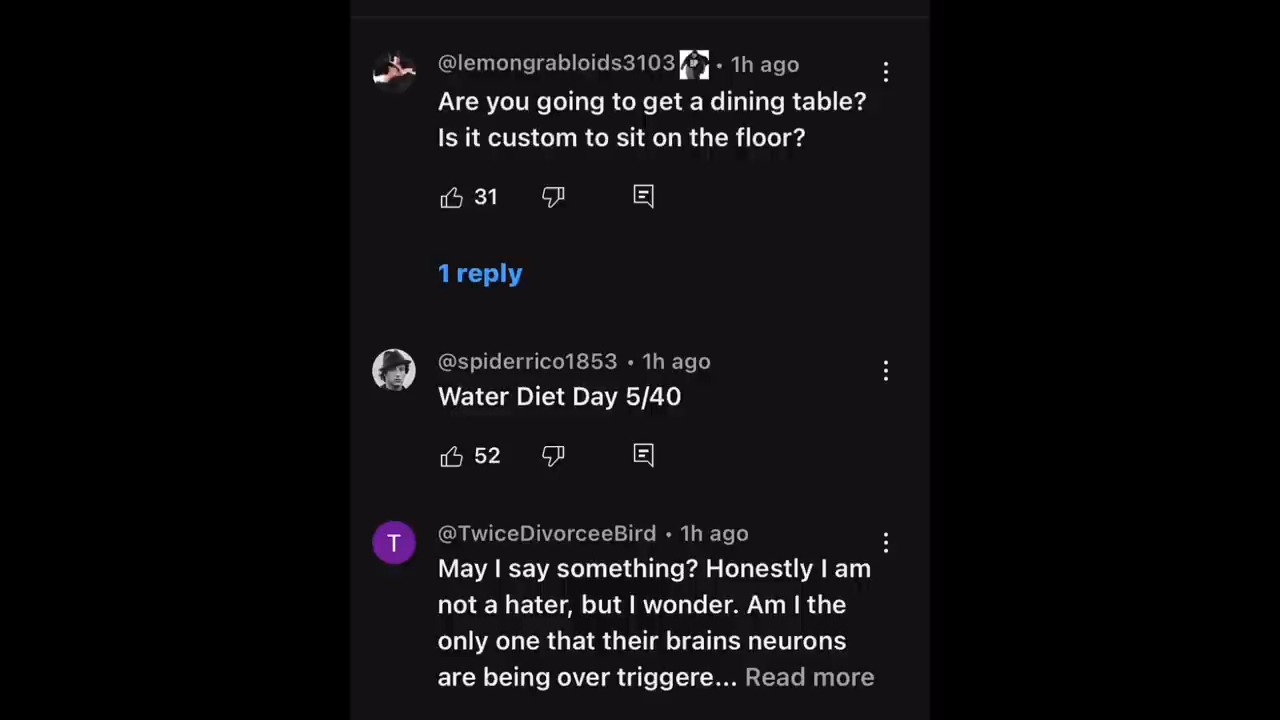 @lemongrabloids3103 • 1h ago
Are you going to get a dining table?
Is it custom to sit on the floor?
31
1 reply
@spiderrico1853 • 1h ago
Water Diet Day 5/40
52
T
@TwiceDivorceeBird • 1h ago
May I say something? Honestly I am
not a hater, but I wonder. Am I the
only one that their brains neurons
are being over triggere... Read more